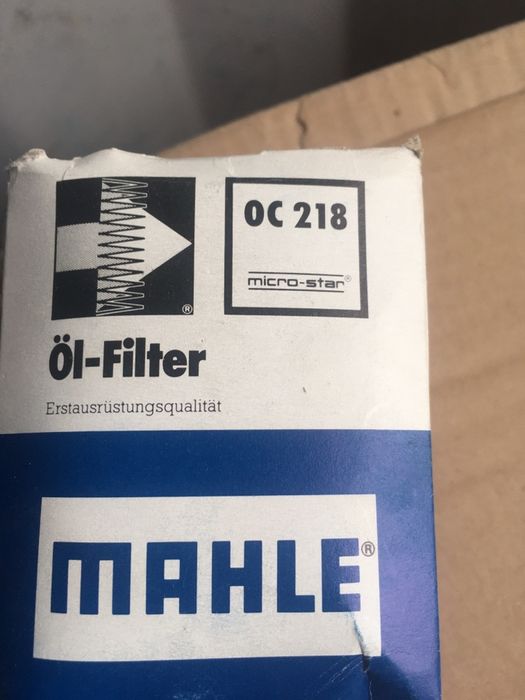 OC 218
micro-star®
®
Öl-Filter
Erstausrüstungsqualität
MAHLE®